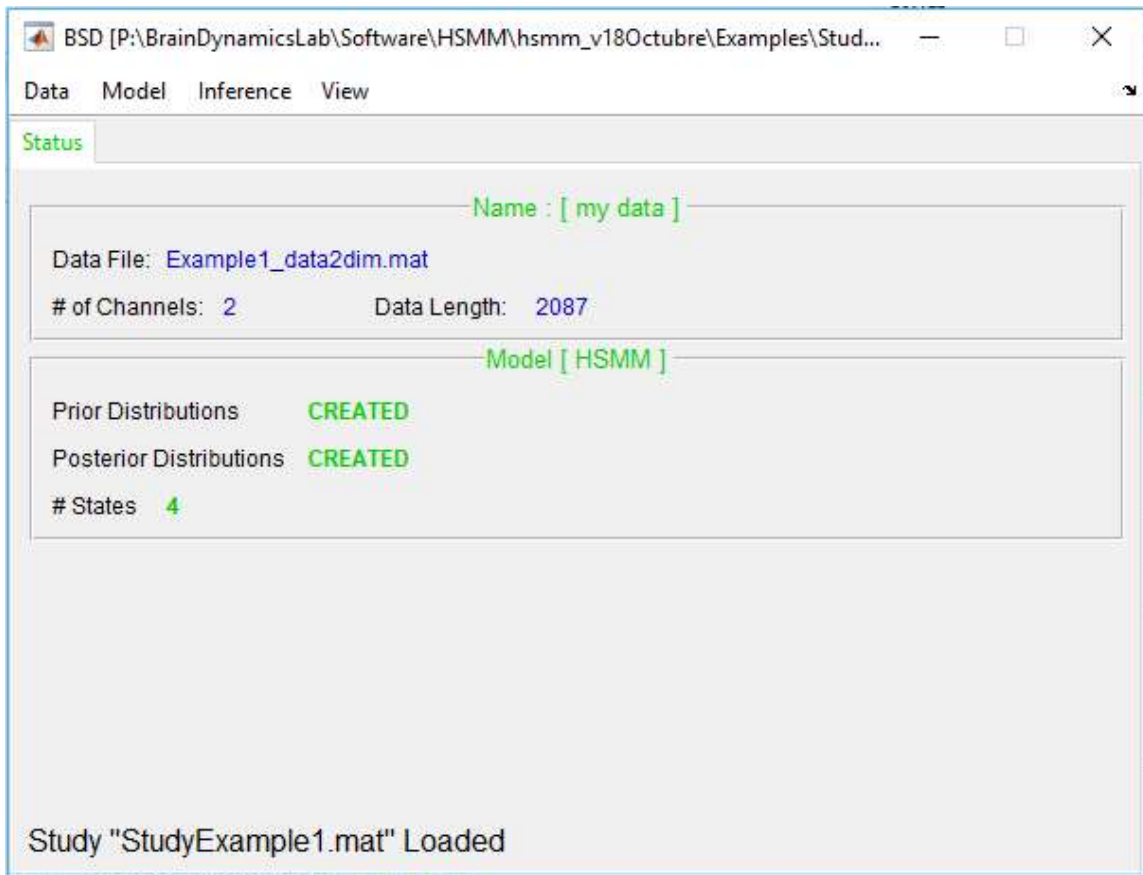 BSD [P:\BrainDynamicsLab\Software\HSMM\hsmm_v18Octubre\Examples\Stud...
Data Model Inference View
Status
Name : [ my data ]
Data File: Example1_data2dim.mat
# of Channels: 2 Data Length: 2087
Model [ HSMM ]
Prior Distributions CREATED
Posterior Distributions CREATED
# States 4
Study "StudyExample1.mat" Loaded